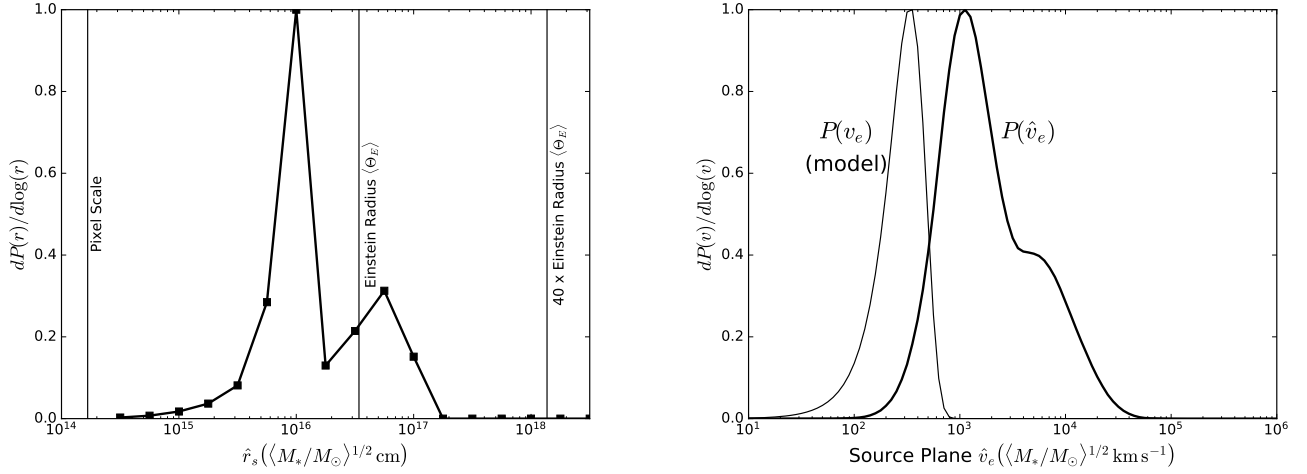 1.0
0.8
0.6
0.4
0.2
0.0
dP(r)/dlog(r)
Pixel Scale
Einstein Radius ⟨Θ_E⟩
40 x Einstein Radius ⟨Θ_E⟩
10^14 10^15 10^16 10^17 10^18
r̂_s(⟨M_*/M_⊙⟩^1/2 cm)
1.0
0.8
0.6
0.4
0.2
0.0
dP(v)/dlog(v)
P(v_e)
(model)
P(v̂_e)
10^1 10^2 10^3 10^4 10^5 10^6
Source Plane v̂_e(⟨M_*/M_⊙⟩^1/2 km s^−1)